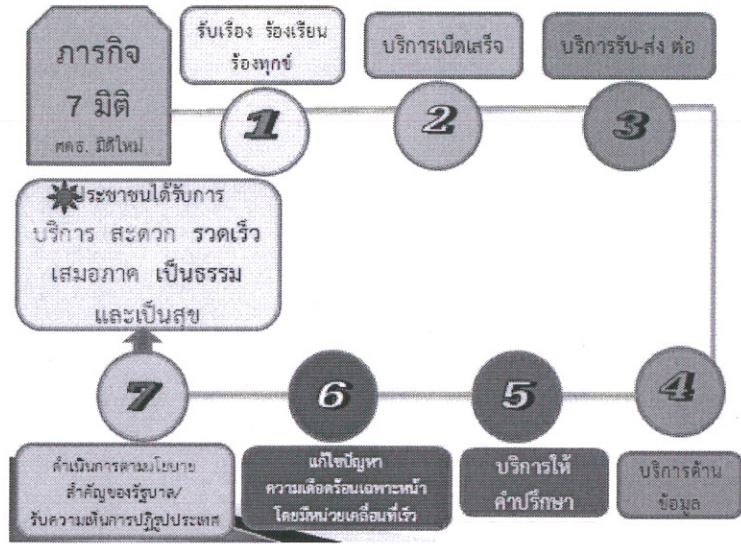 ภารกิจ
7 มิติ
ศดธ. มิติใหม่
รับเรื่อง ร้องเรียน
ร้องทุกข์
1
บริการเบ็ดเสร็จ
2
บริการรับ-ส่ง ต่อ
3
4
บริการด้าน
ข้อมูล
5
บริการให้
คำปรึกษา
6
แก้ไขปัญหา
ความเดือดร้อนเฉพาะหน้า
โดยมีหน่วยเคลื่อนที่เร็ว
7
ดำเนินการตามนโยบาย
สำคัญของรัฐบาล/
รับความเห็นการปฏิรูปประเทศ
ประชาชนได้รับการ
บริการ สะดวก รวดเร็ว
เสมอภาค เป็นธรรม
และเป็นสุข